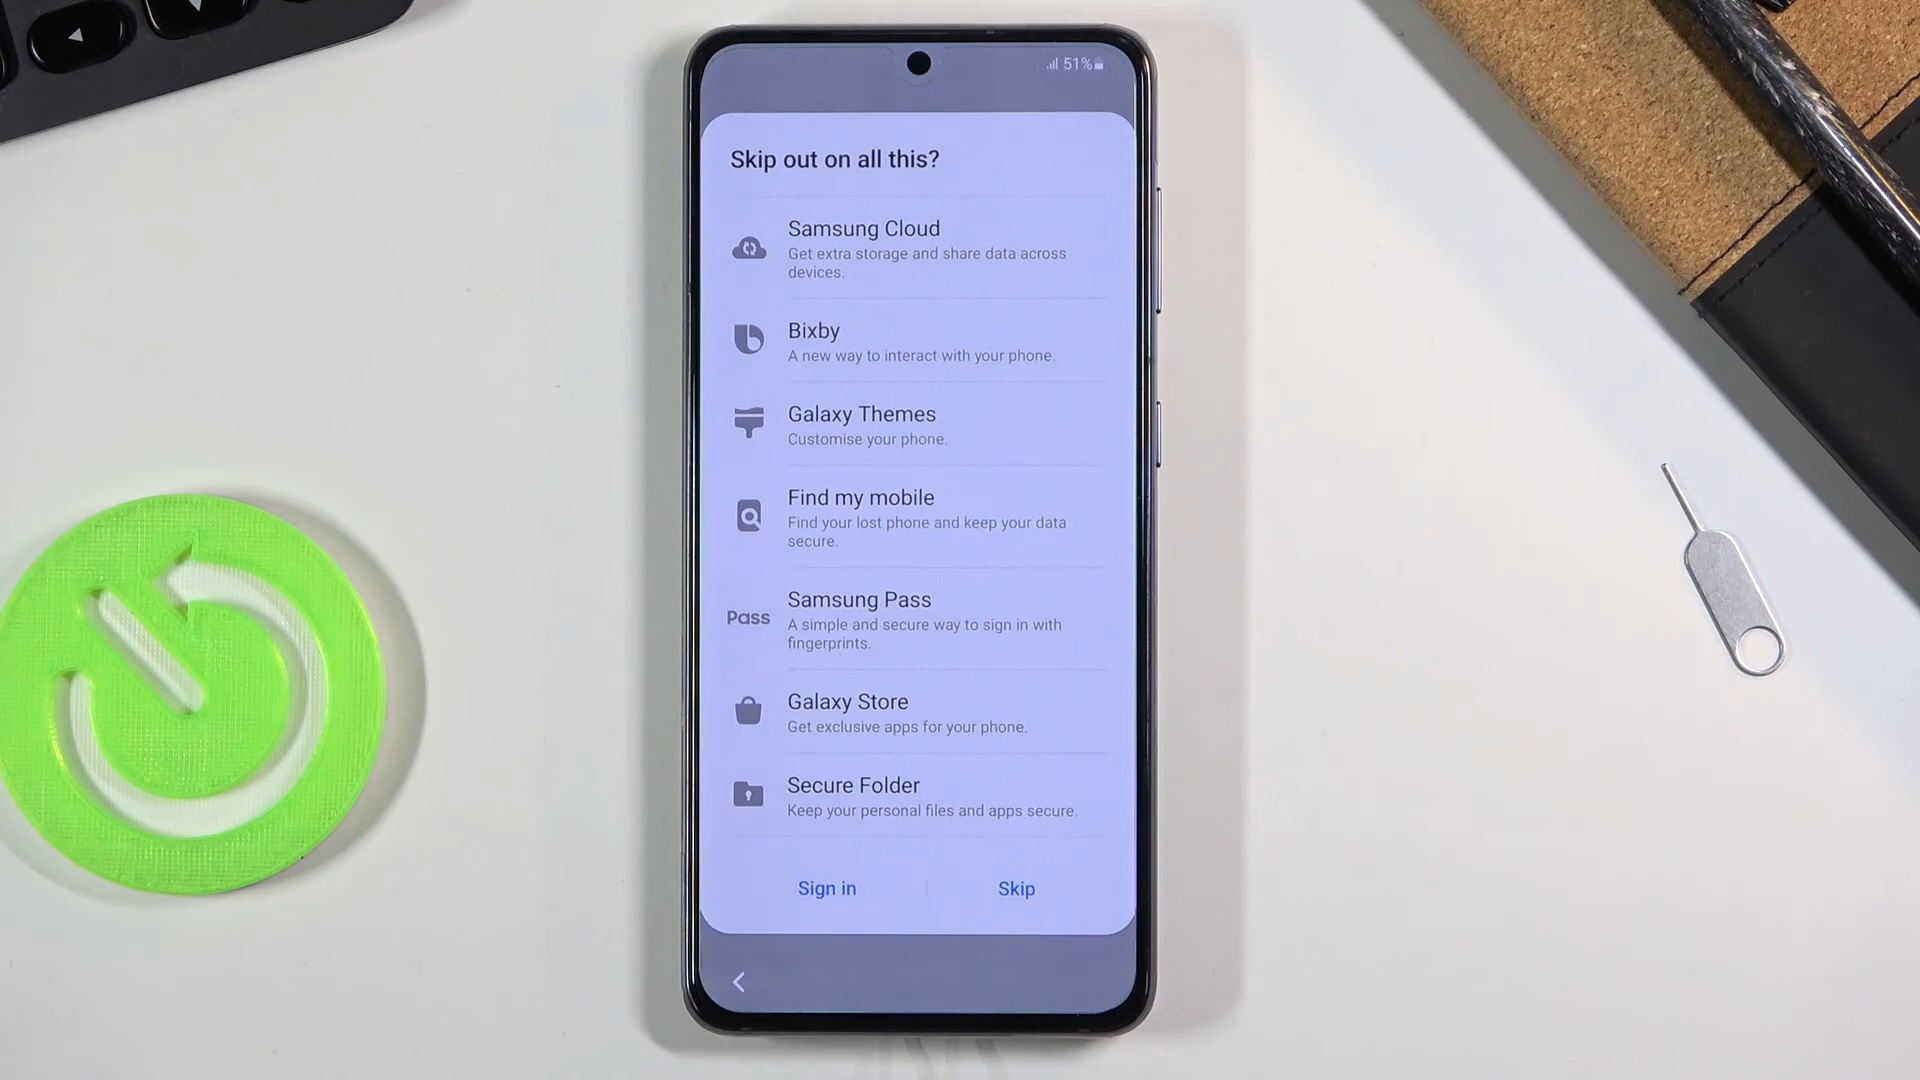 51%
Skip out on all this?
Samsung Cloud
Get extra storage and share data across
devices.
Bixby
A new way to interact with your phone.
Galaxy Themes
Customise your phone.
Find my mobile
Find your lost phone and keep your data
secure.
Pass
Samsung Pass
A simple and secure way to sign in with
fingerprints.
Galaxy Store
Get exclusive apps for your phone.
Secure Folder
Keep your personal files and apps secure.
Sign in
Skip